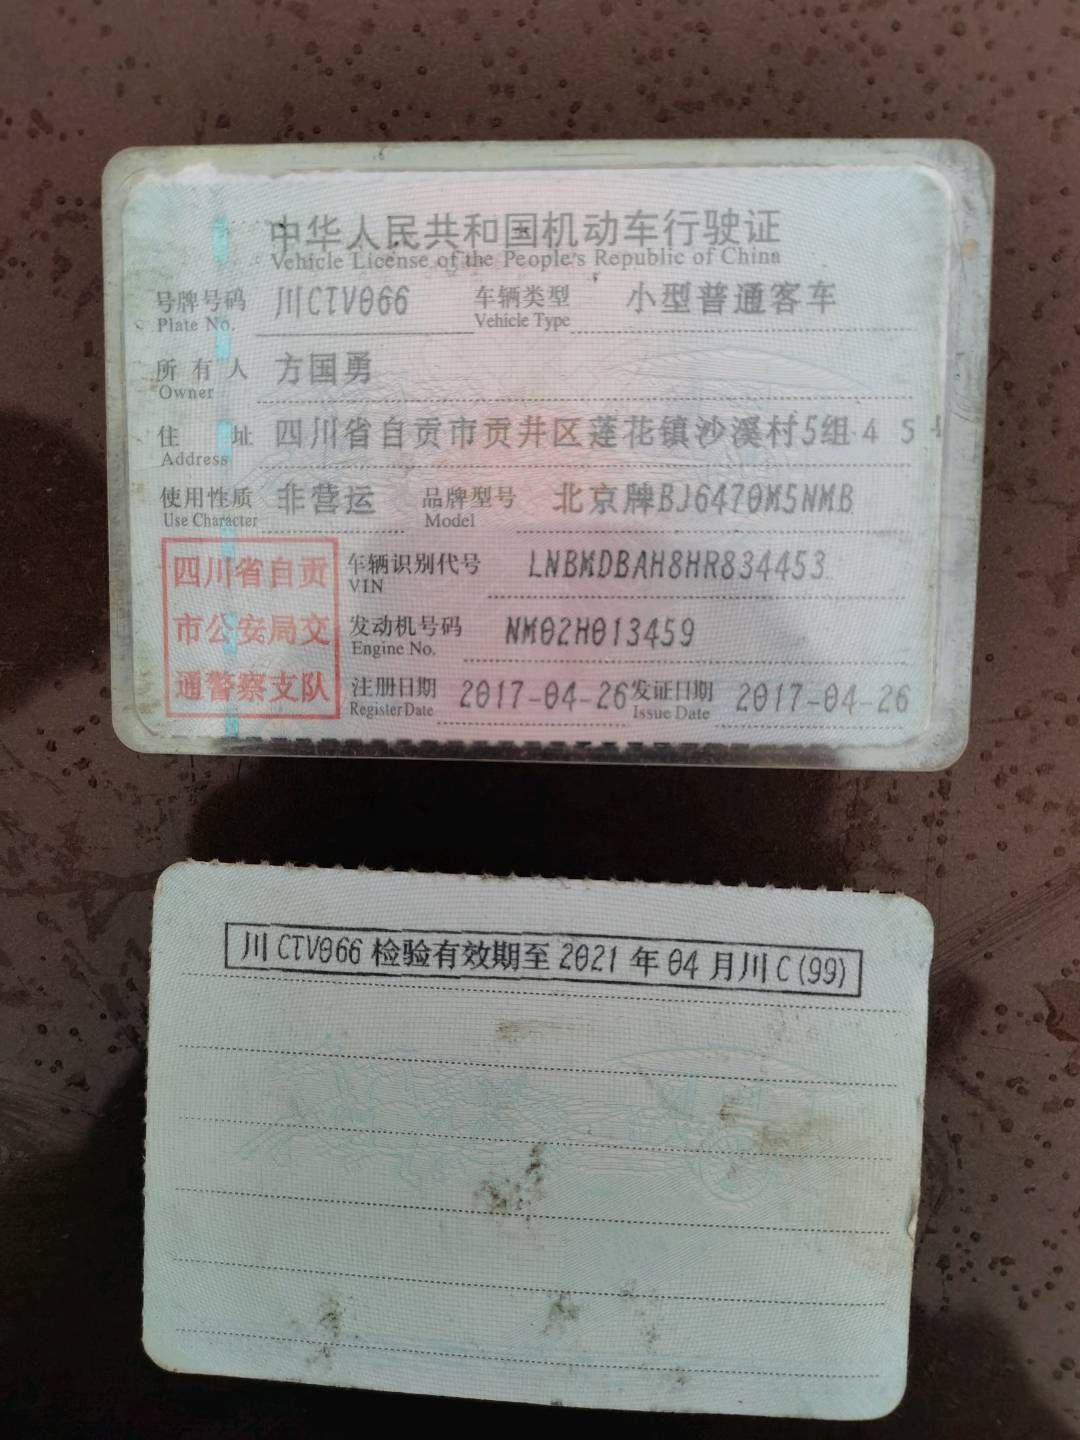 中华人民共和国机动车行驶证
Vehicle License of the People's Republic of China
号牌号码 川CTV066 车辆类型 小型普通客车
Plate No. Vehicle Type
所有人 方国勇
Owner
住址 四川省自贡市贡井区莲花镇沙溪村5组45号
Address
使用性质 非营运 品牌型号 北京牌BJ6470M5NMB
Use Character Model
四川省自贡 车辆识别代号 LNBMDBAH8HR834453
VIN
市公安局交 发动机号码 NM02H013459
Engine No.
通警察支队 注册日期 2017-04-26 发证日期 2017-04-26
Register Date Issue Date
川CTV066检验有效期至2021年04月川C(99)